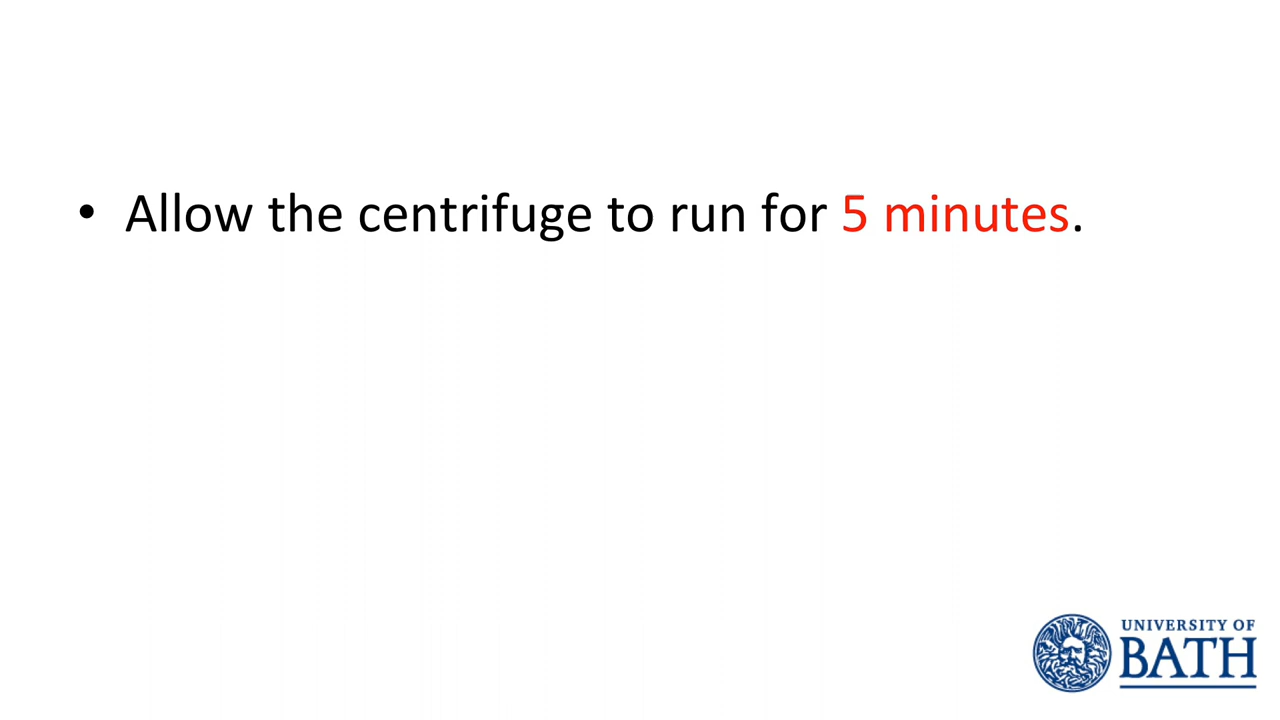 • Allow the centrifuge to run for 5 minutes.
UNIVERSITY OF
BATH